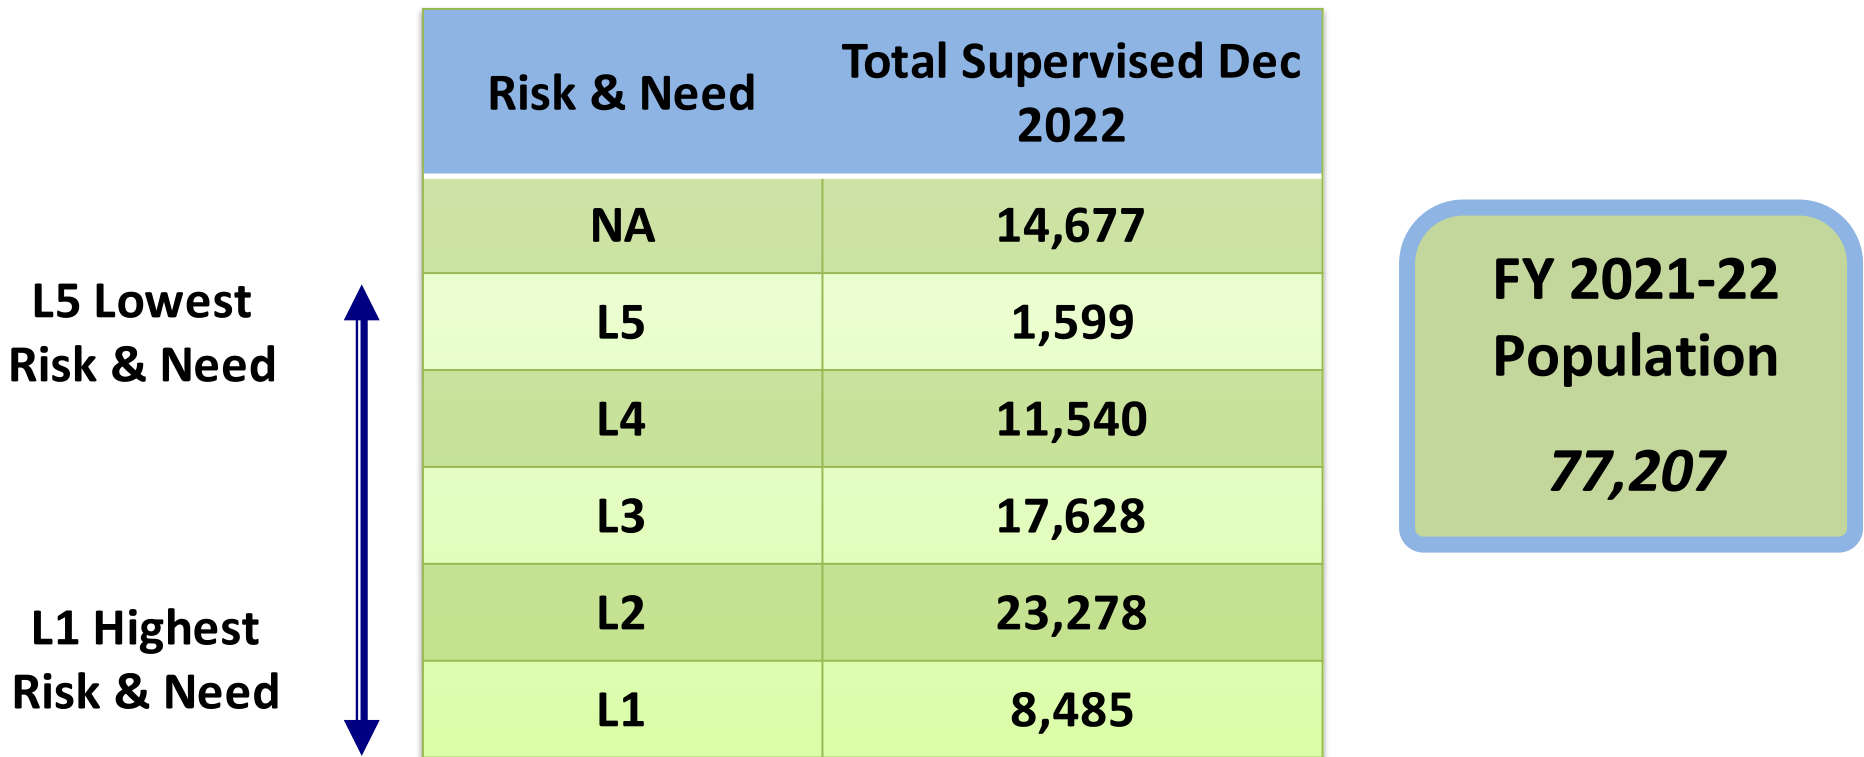 Risk & Need
Total Supervised Dec
2022
NA
14,677
L5
1,599
L4
11,540
L3
17,628
L2
23,278
L1
8,485
L5 Lowest
Risk & Need
L1 Highest
Risk & Need
FY 2021-22
Population
77,207